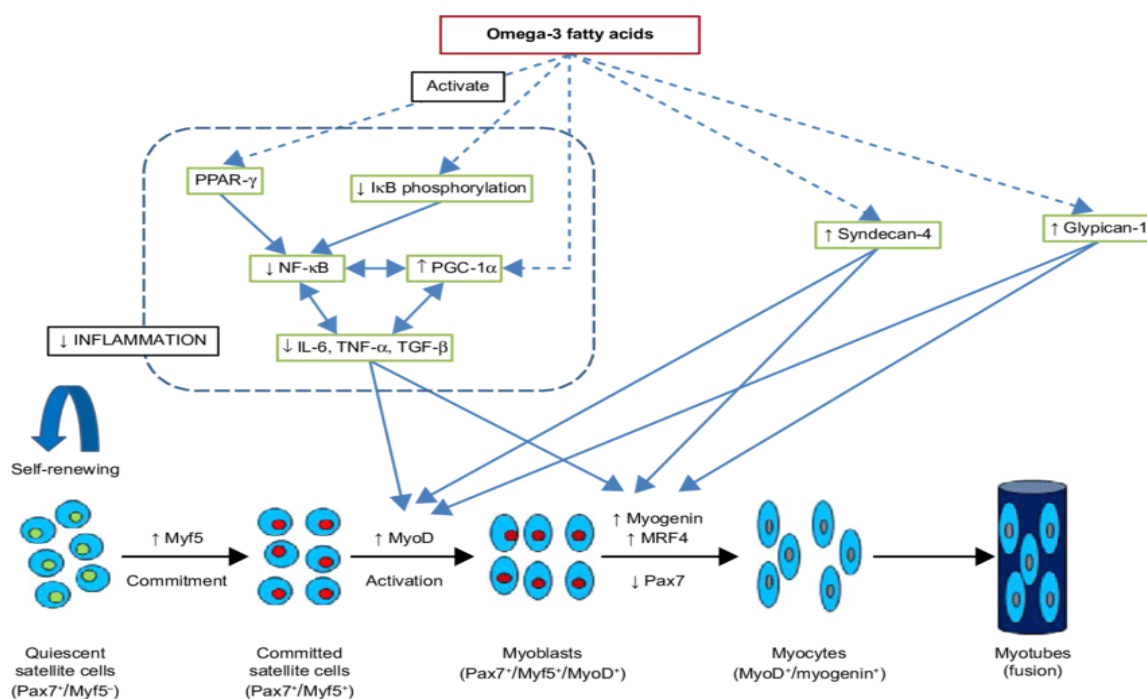 Omega-3 fatty acids
Activate
PPAR-γ
↓ IκB phosphorylation
↑ Syndecan-4
↑ Glypican-1
↓ NF-κB
↑ PGC-1α
↓ INFLAMMATION
↓ IL-6, TNF-α, TGF-β
Self-renewing
↑ Myf5
Commitment
↑ MyoD
Activation
↑ Myogenin
↑ MRF4
↓ Pax7
Quiescent
satellite cells
(Pax7⁺/Myf5⁻)
Committed
satellite cells
(Pax7⁺/Myf5⁺)
Myoblasts
(Pax7⁺/Myf5⁺/MyoD⁺)
Myocytes
(MyoD⁺/myogenin⁺)
Myotubes
(fusion)